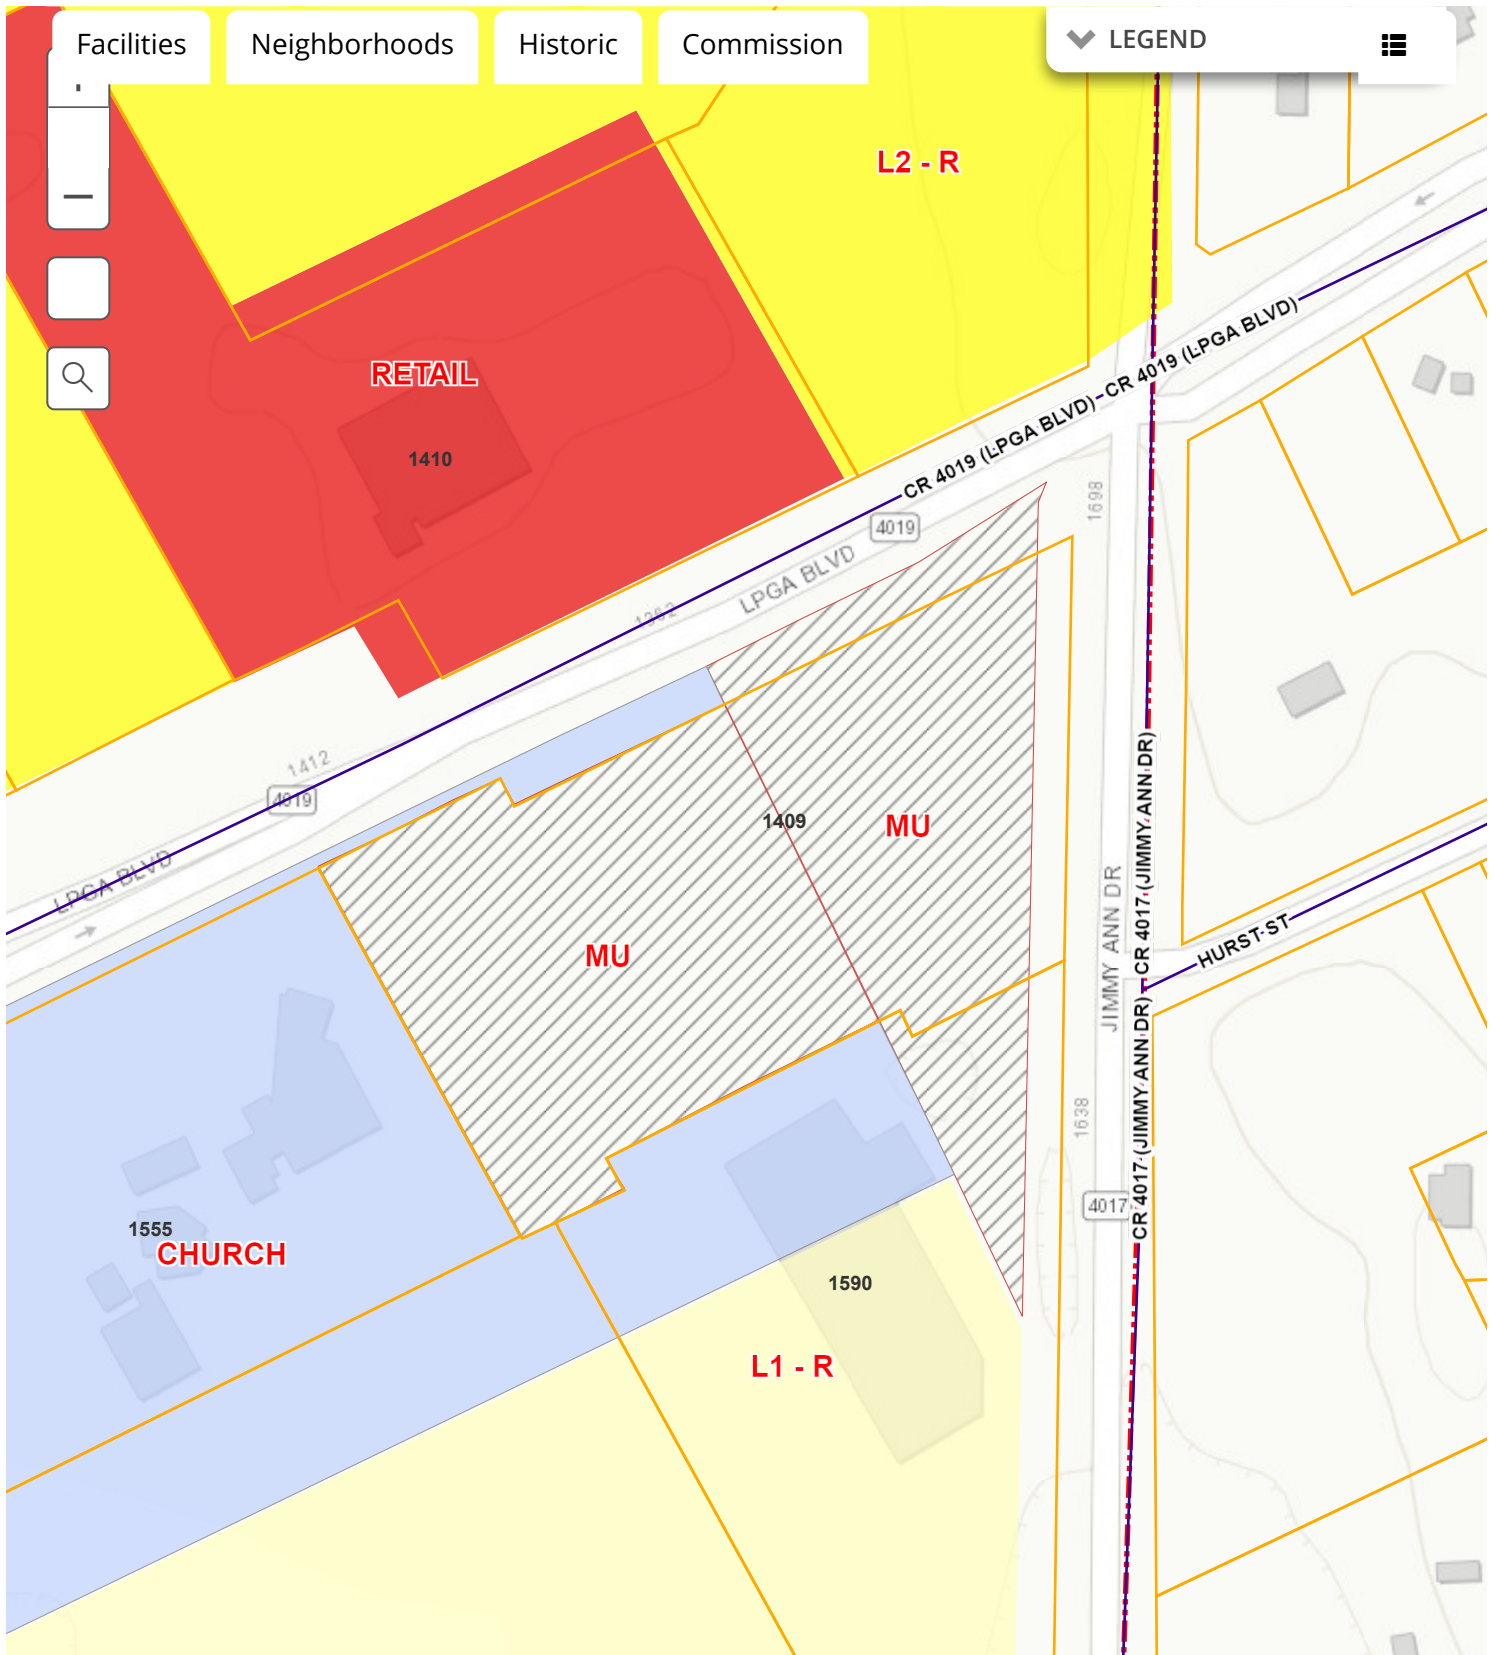 Facilities
Neighborhoods
Historic
Commission
LEGEND
L2 - R
CR 4019 (LPGA BLVD)
CR 4019 (LPGA BLVD)
RETAIL
1410
1698
4019
LPGA BLVD
1412
4019
LPGA BLVD
1409
MU
MU
JIMMY ANN DR
CR 4017 (JIMMY ANN DR)
HURST ST
CR 4017 (JIMMY ANN DR)
1638
4017
1555
CHURCH
1590
L1 - R